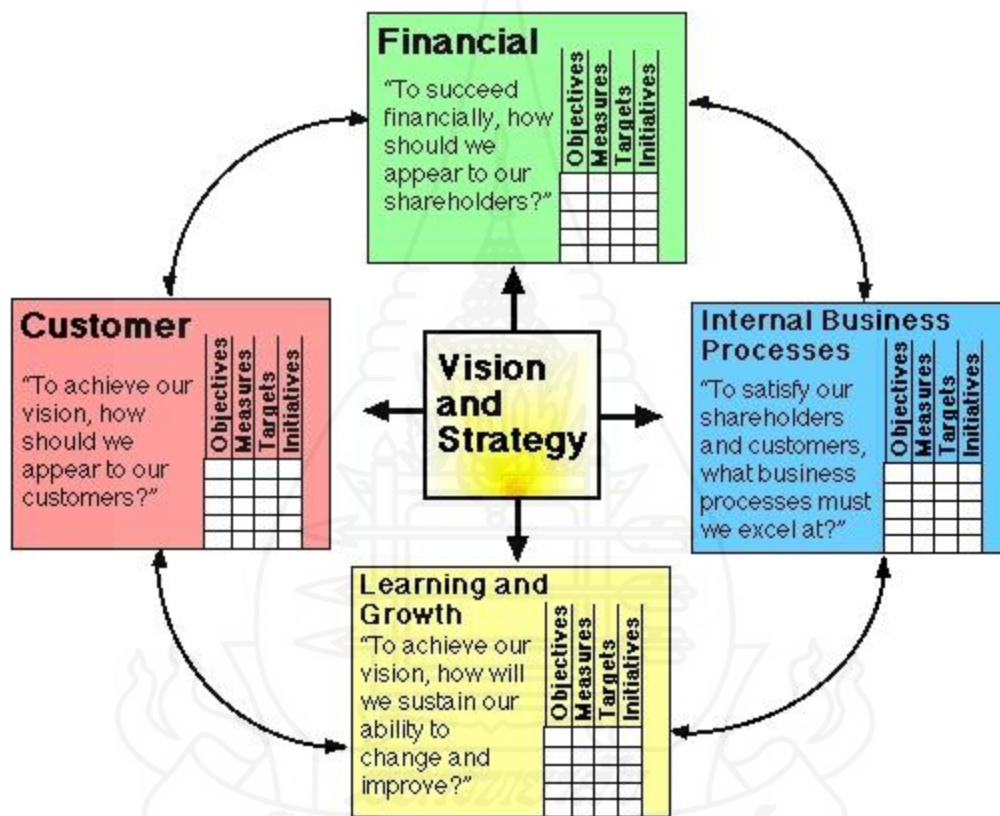 Financial
“To succeed
financially, how
should we
appear to our
shareholders?”
Objectives
Measures
Targets
Initiatives
Customer
“To achieve our
vision, how
should we
appear to our
customers?”
Objectives
Measures
Targets
Initiatives
Vision
and
Strategy
Internal Business
Processes
“To satisfy our
shareholders
and customers,
what business
processes must
we excel at?”
Objectives
Measures
Targets
Initiatives
Learning and
Growth
“To achieve our
vision, how will
we sustain our
ability to
change and
improve?”
Objectives
Measures
Targets
Initiatives